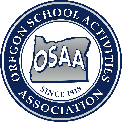 OREGON SCHOOL ACTIVITIES
OSAA
SINCE 1918
ASSOCIATION